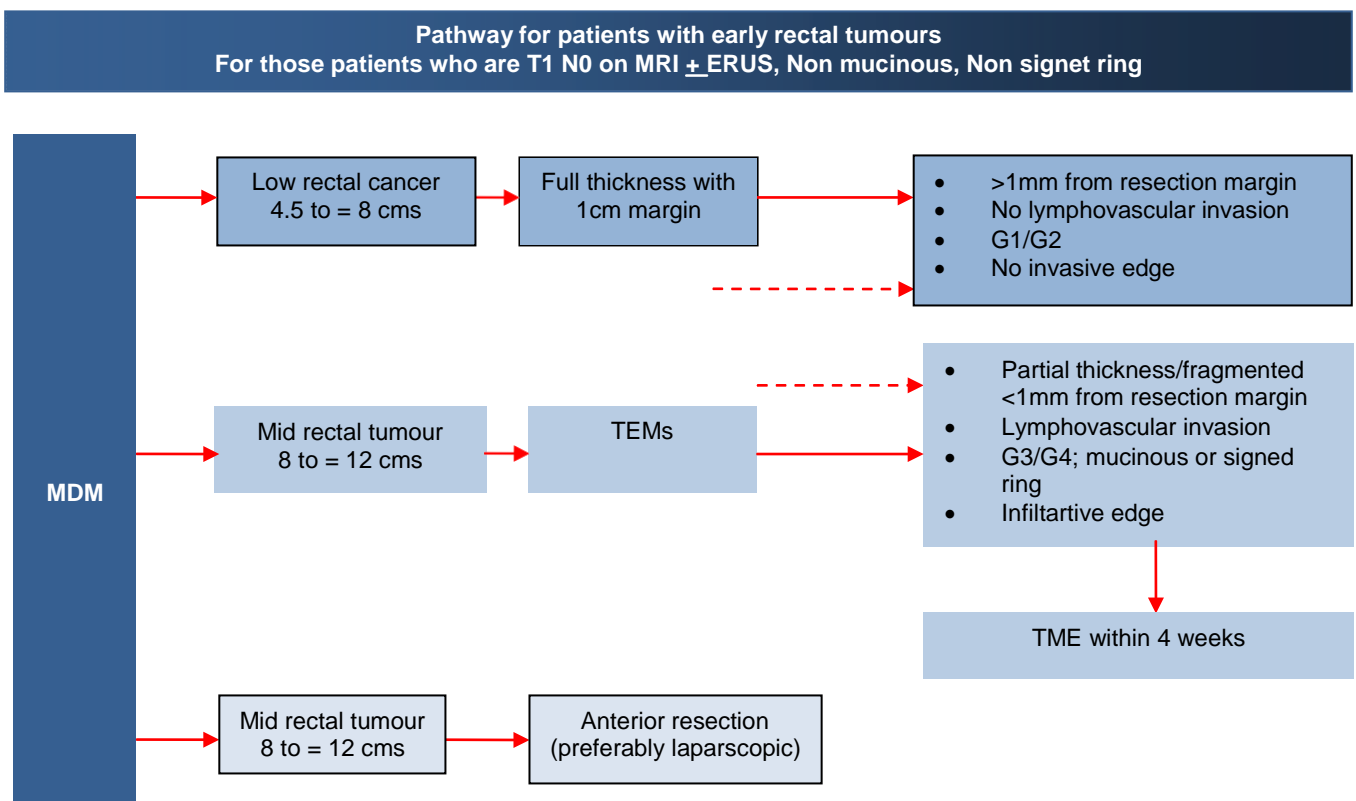 Pathway for patients with early rectal tumours
For those patients who are T1 N0 on MRI + ERUS, Non mucinous, Non signet ring
MDM
Low rectal cancer
4.5 to = 8 cms
Full thickness with
1cm margin
• >1mm from resection margin
• No lymphovascular invasion
• G1/G2
• No invasive edge
Mid rectal tumour
8 to = 12 cms
TEMs
• Partial thickness/fragmented
<1mm from resection margin
• Lymphovascular invasion
• G3/G4; mucinous or signed
ring
• Infiltartive edge
TME within 4 weeks
Mid rectal tumour
8 to = 12 cms
Anterior resection
(preferably laparscopic)